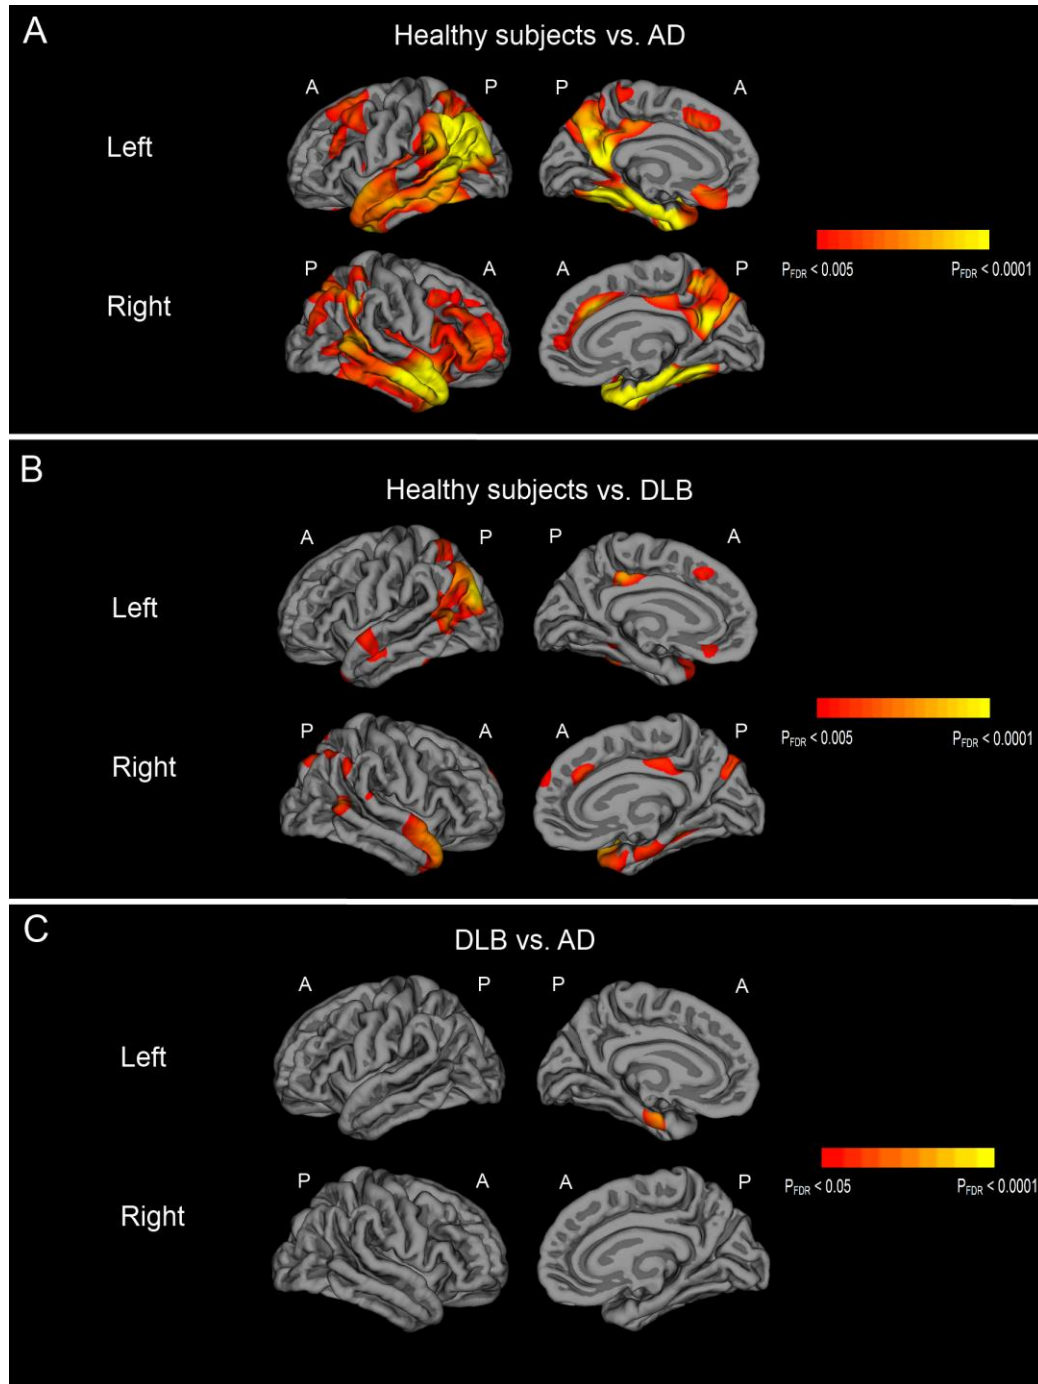 A
Healthy subjects vs. AD
A P P A
Left
P_FDR < 0.005 P_FDR < 0.0001
P A A P
Right
B
Healthy subjects vs. DLB
A P P A
Left
P_FDR < 0.005 P_FDR < 0.0001
P A A P
Right
C
DLB vs. AD
A P P A
Left
P_FDR < 0.05 P_FDR < 0.0001
P A A P
Right